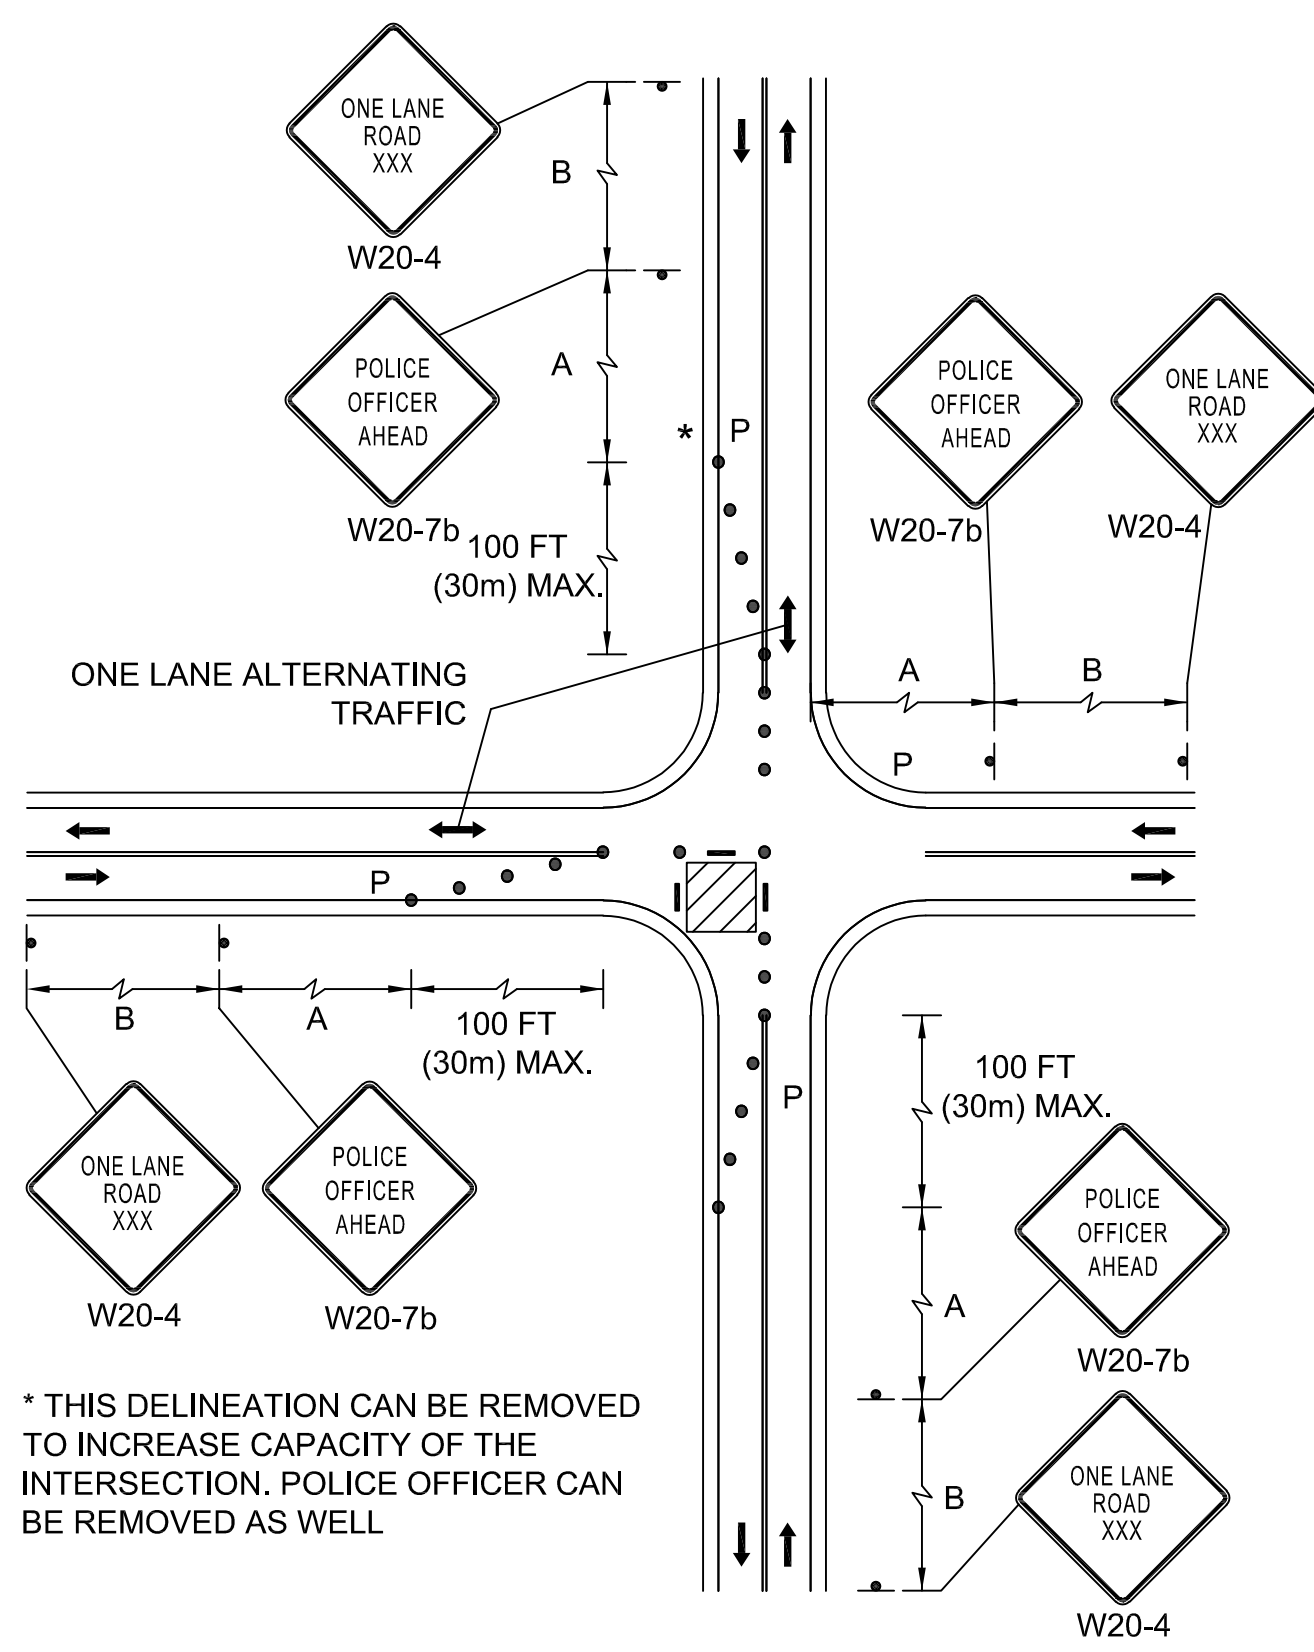 ONE LANE
ROAD
XXX
W20-4
B
POLICE
OFFICER
AHEAD
W20-7b
A
*
P
100 FT
(30m) MAX.
POLICE
OFFICER
AHEAD
W20-7b
ONE LANE
ROAD
XXX
W20-4
ONE LANE ALTERNATING
TRAFFIC
A
B
P
P
B
A
100 FT
(30m) MAX.
ONE LANE
ROAD
XXX
W20-4
POLICE
OFFICER
AHEAD
W20-7b
P
100 FT
(30m) MAX.
POLICE
OFFICER
AHEAD
W20-7b
A
B
ONE LANE
ROAD
XXX
W20-4
* THIS DELINEATION CAN BE REMOVED
TO INCREASE CAPACITY OF THE
INTERSECTION. POLICE OFFICER CAN
BE REMOVED AS WELL